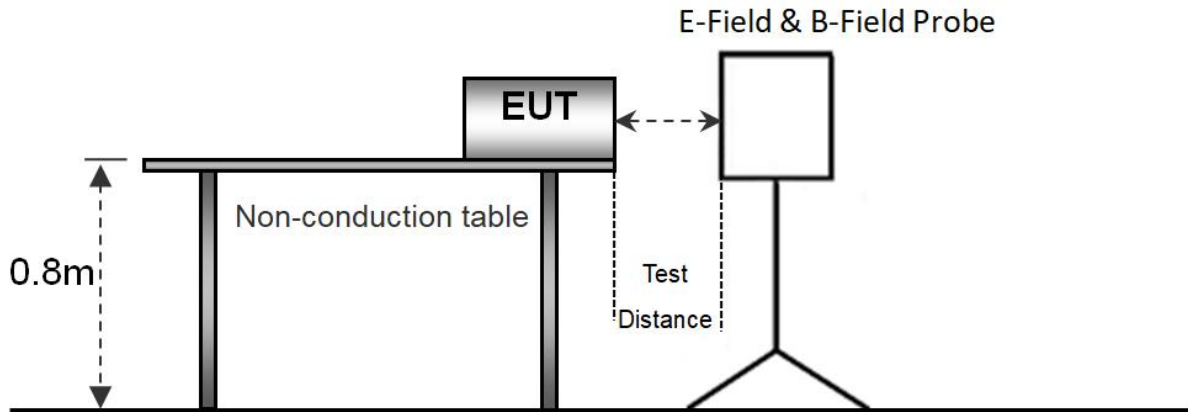 E-Field & B-Field Probe
EUT
Non-conduction table
0.8m
Test
Distance